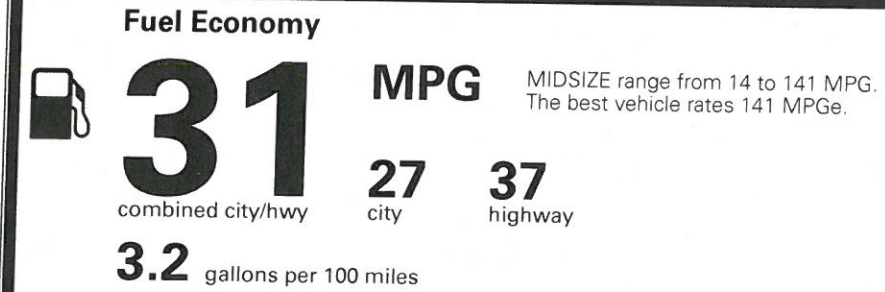 Fuel Economy
31 MPG
MIDSIZE range from 14 to 141 MPG.
The best vehicle rates 141 MPGe.
combined city/hwy
27
city
37
highway
3.2 gallons per 100 miles